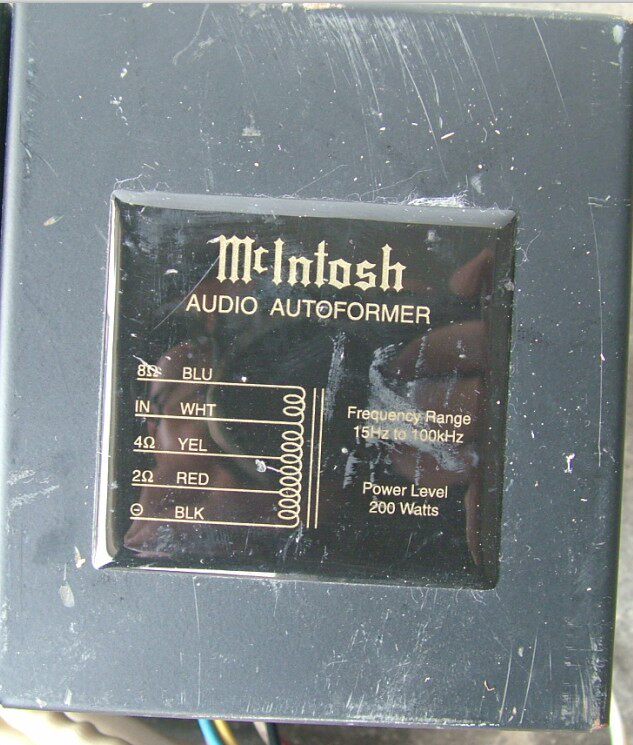 McIntosh
AUDIO AUTOFORMER
8Ω BLU
IN WHT
4Ω YEL
2Ω RED
⊖ BLK
Frequency Range
15Hz to 100kHz
Power Level
200 Watts